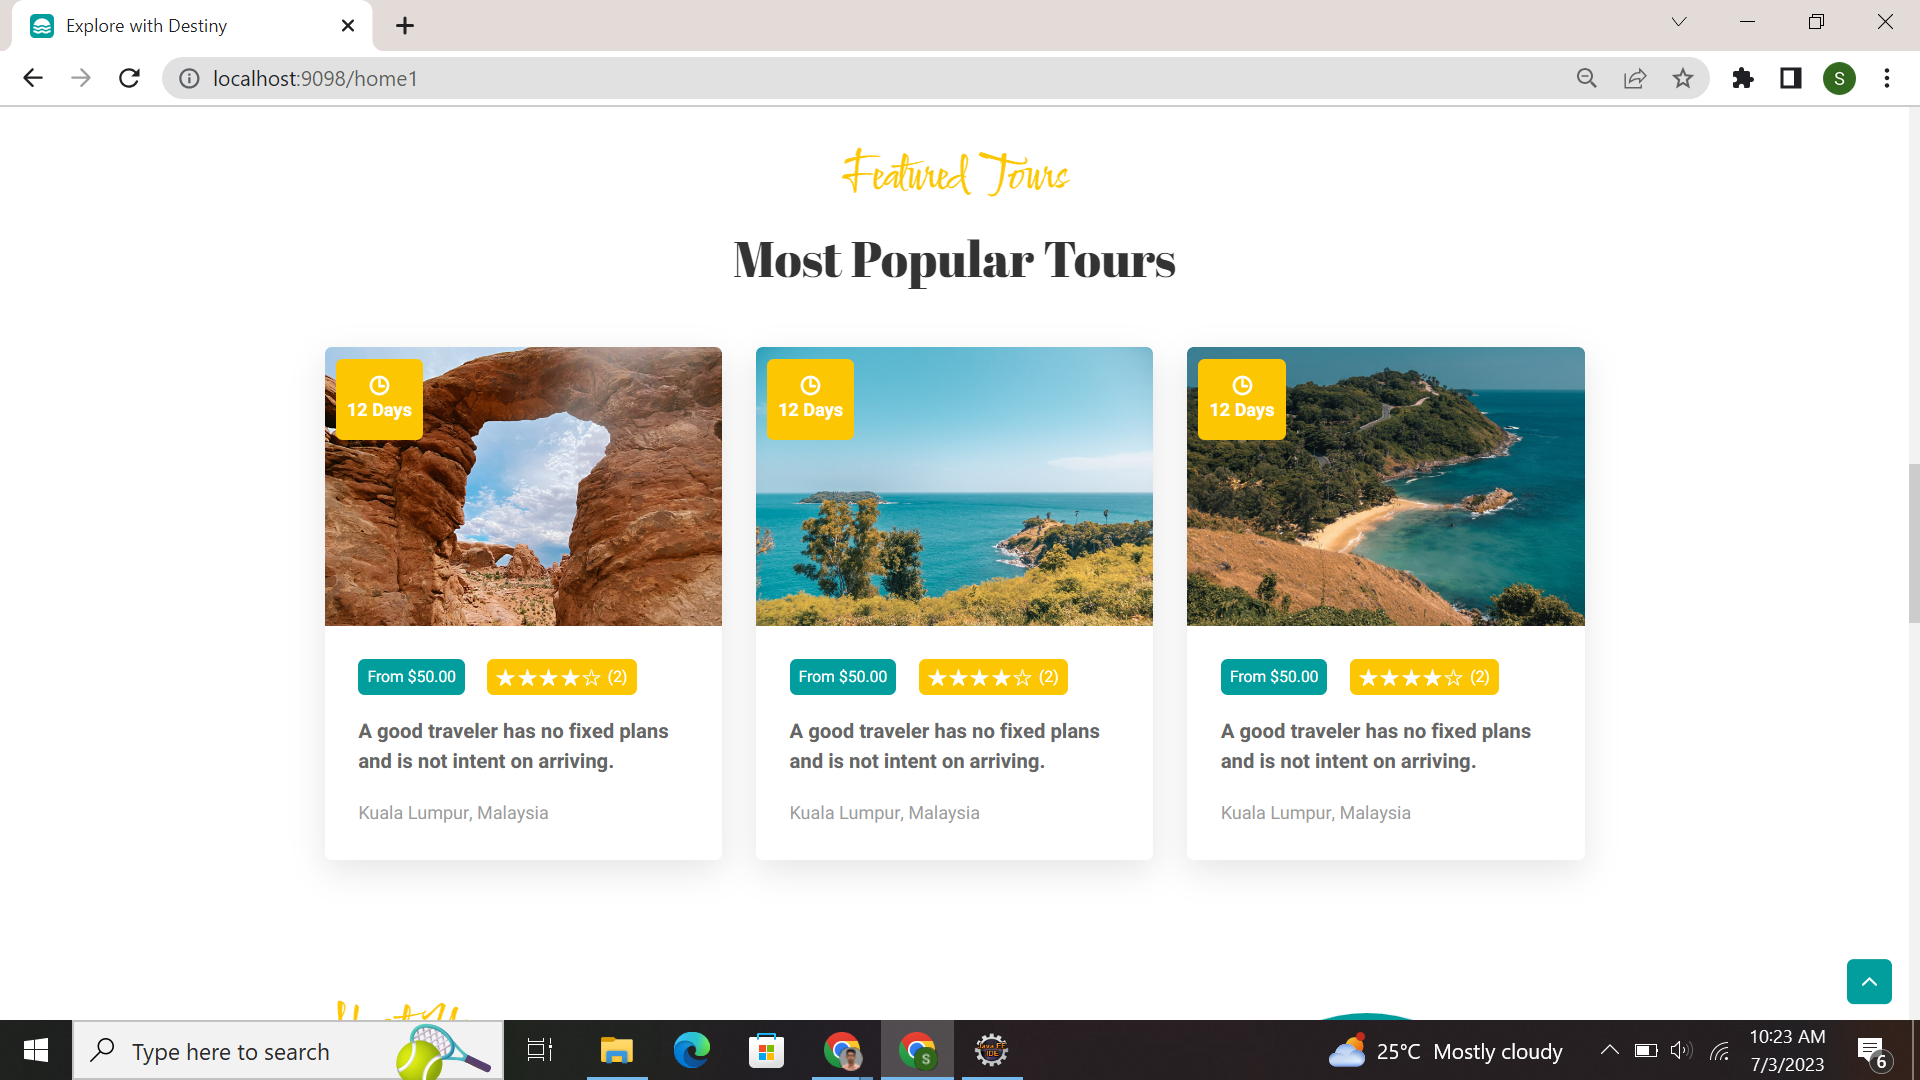 Explore with Destiny
localhost:9098/home1
S
Featured Tours
Most Popular Tours
12 Days
12 Days
12 Days
From $50.00
(2)
From $50.00
(2)
From $50.00
(2)
A good traveler has no fixed plans
and is not intent on arriving.
A good traveler has no fixed plans
and is not intent on arriving.
A good traveler has no fixed plans
and is not intent on arriving.
Kuala Lumpur, Malaysia
Kuala Lumpur, Malaysia
Kuala Lumpur, Malaysia
Type here to search
S
Java EE
IDE
25°C Mostly cloudy
10:23 AM
7/3/2023
6